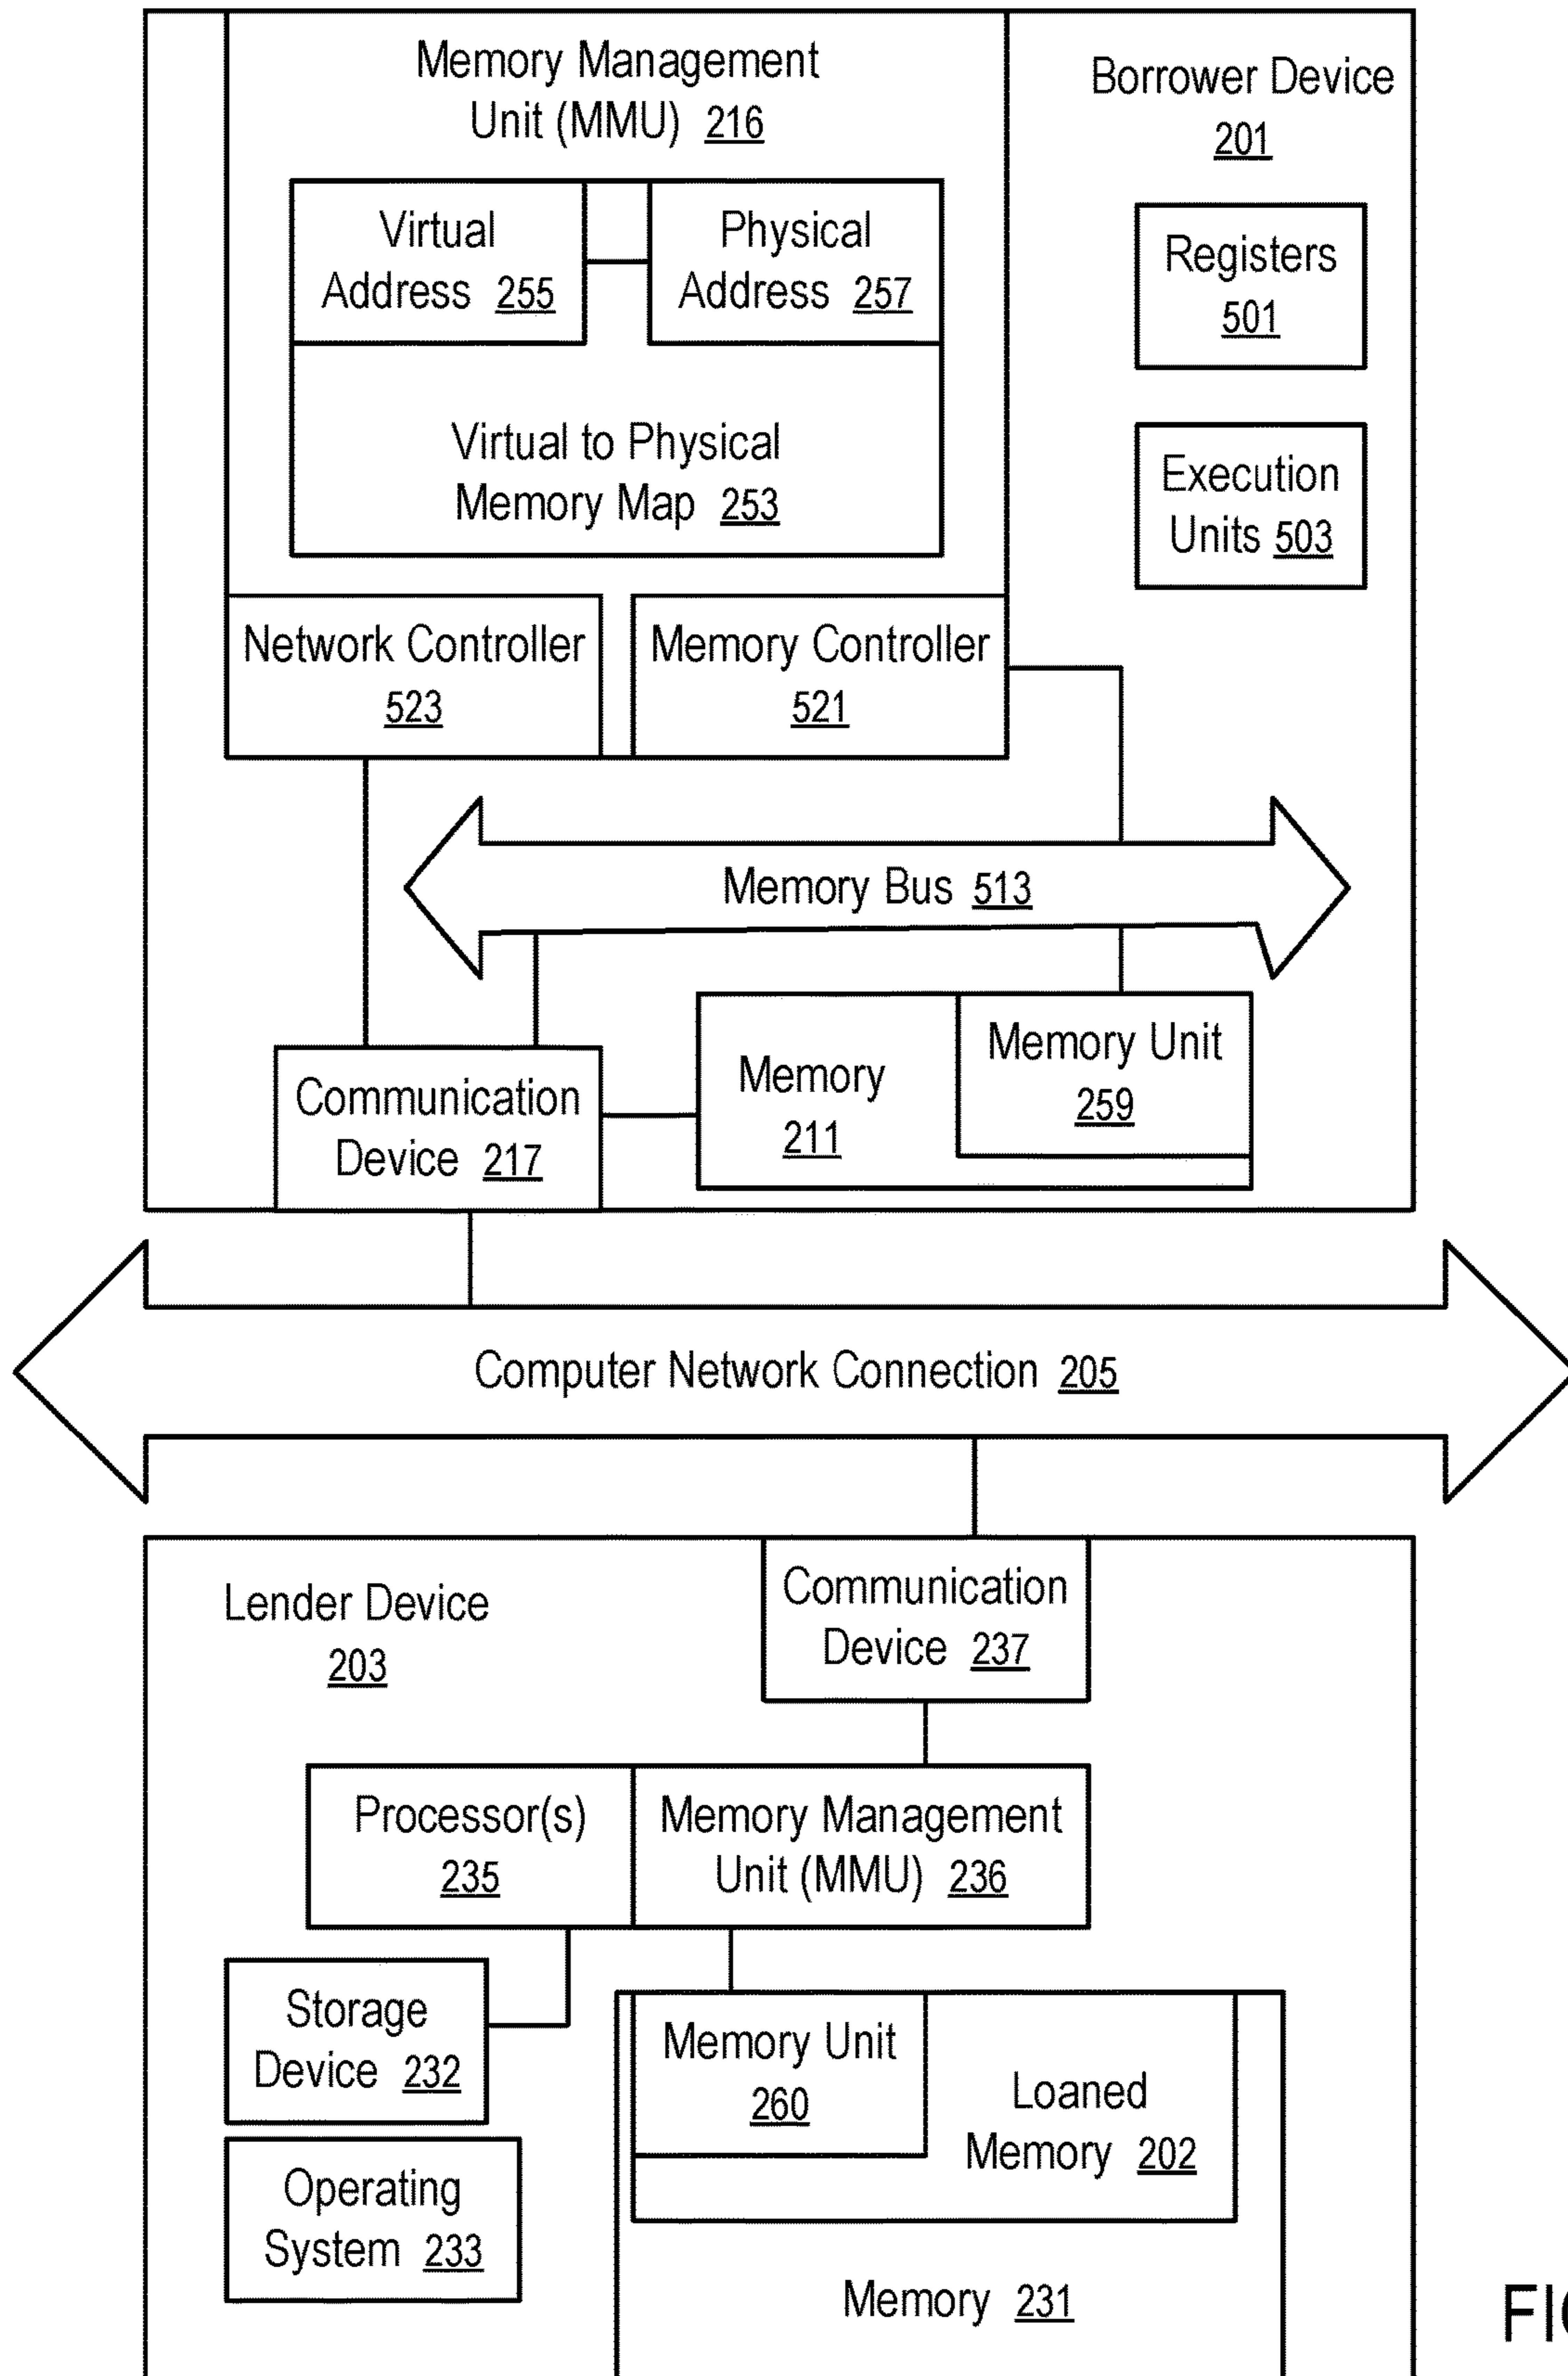 Memory Management
Unit (MMU) 216
Borrower Device
201
Virtual
Address 255
Physical
Address 257
Registers
501
Virtual to Physical
Memory Map 253
Execution
Units 503
Network Controller
523
Memory Controller
521
Memory Bus 513
Communication
Device 217
Memory
211
Memory Unit
259
Computer Network Connection 205
Lender Device
203
Communication
Device 237
Processor(s)
235
Memory Management
Unit (MMU) 236
Storage
Device 232
Memory Unit
260
Loaned
Memory 202
Operating
System 233
Memory 231